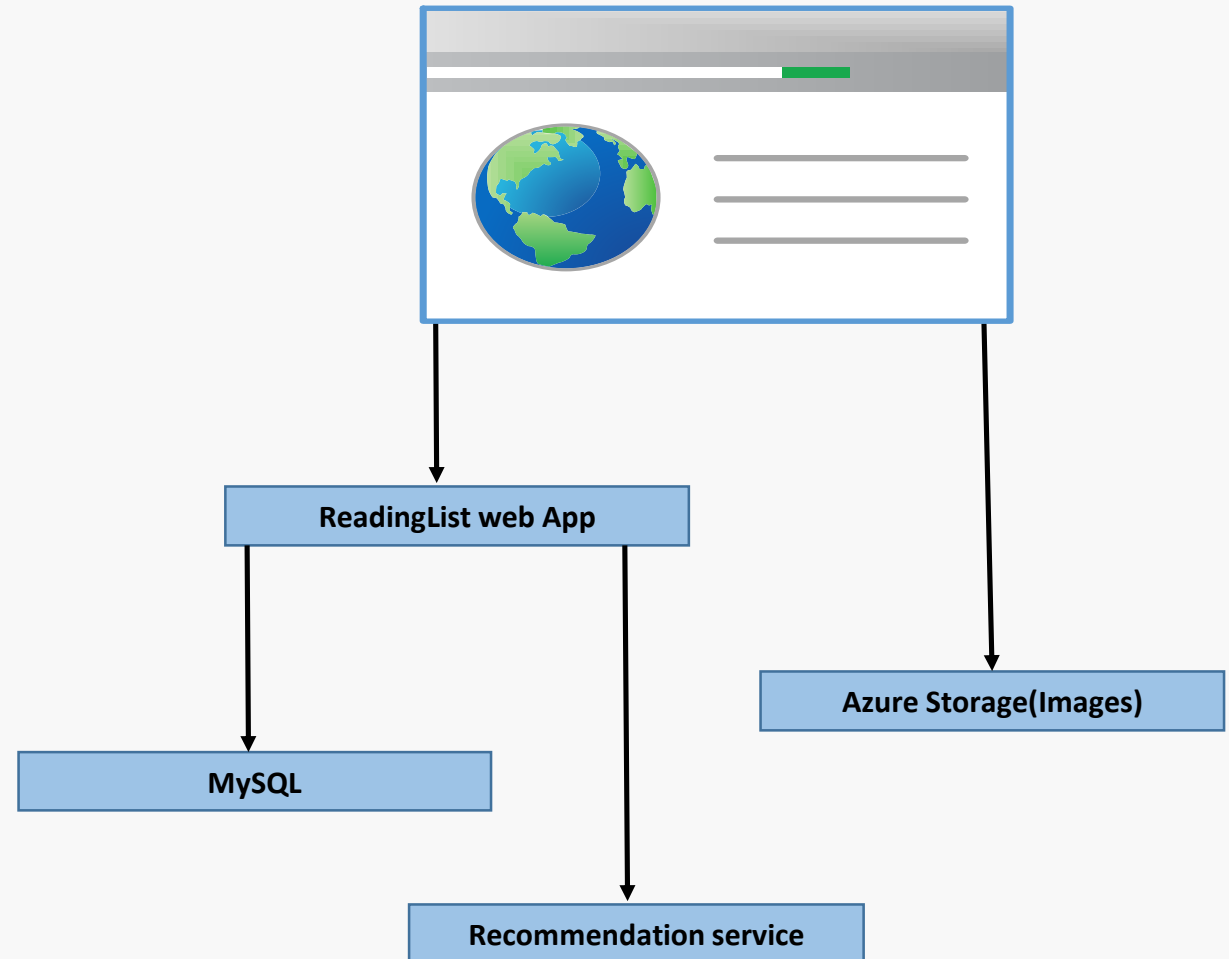 ReadingList web App
Azure Storage(Images)
MySQL
Recommendation service